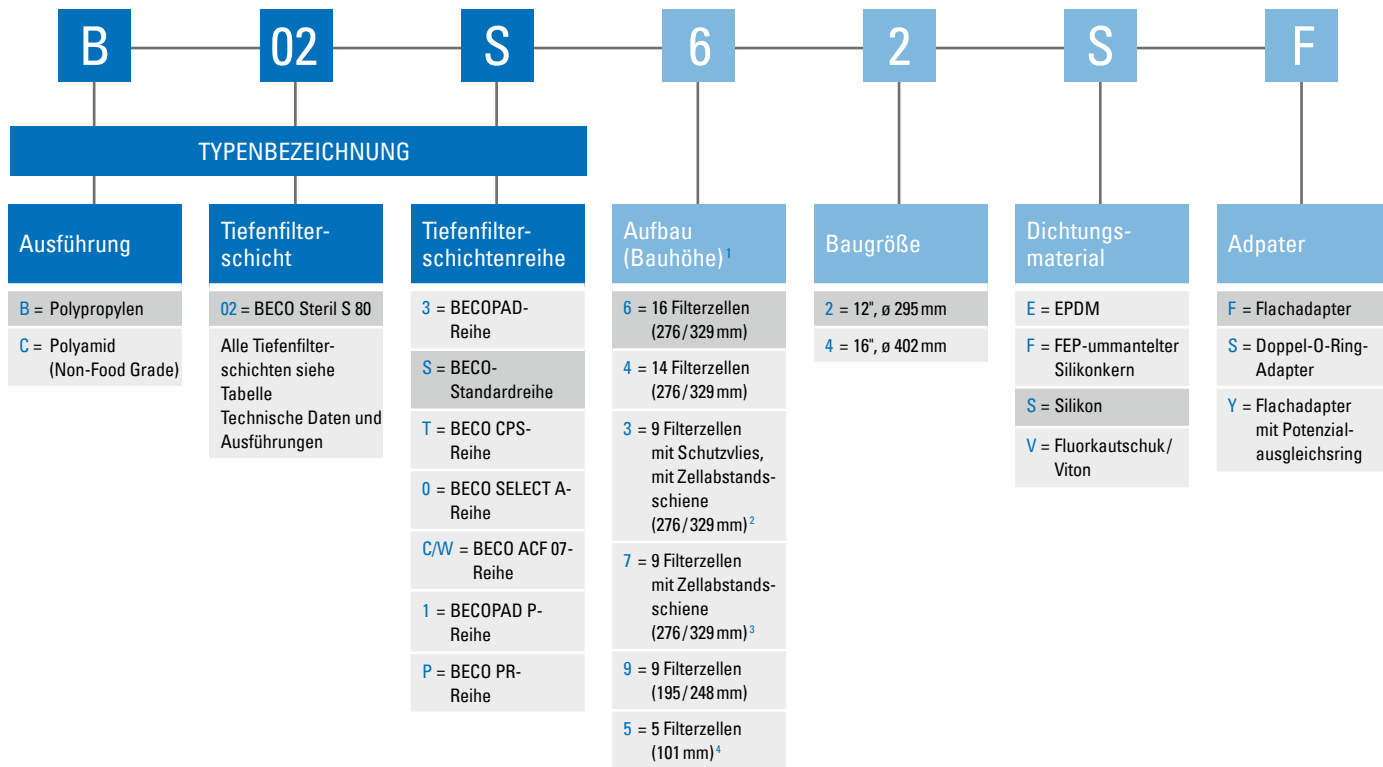 B
02
S
6
2
S
F
TYPENBEZEICHNUNG
Ausführung
B = Polypropylen
C = Polyamid
(Non-Food Grade)
Tiefenfilter-
schicht
02 = BECO Steril S 80
Alle Tiefenfilter-
schichten siehe
Tabelle
Technische Daten und
Ausführungen
Tiefenfilter-
schichtenreihe
3 = BECOPAD-
Reihe
S = BECO-
Standardreihe
T = BECO CPS-
Reihe
0 = BECO SELECT A-
Reihe
C/W = BECO ACF 07-
Reihe
1 = BECOPAD P-
Reihe
P = BECO PR-
Reihe
Aufbau
(Bauhöhe) 1
6 = 16 Filterzellen
(276/329 mm)
4 = 14 Filterzellen
(276/329 mm)
3 = 9 Filterzellen
mit Schutzvlies,
mit Zellabstands-
schiene
(276/329 mm) 2
7 = 9 Filterzellen
mit Zellabstands-
schiene
(276/329 mm) 3
9 = 9 Filterzellen
(195/248 mm)
5 = 5 Filterzellen
(101 mm) 4
Baugröße
2 = 12", ø 295 mm
4 = 16", ø 402 mm
Dichtungs-
material
E = EPDM
F = FEP-ummantelter
Silikonkern
S = Silikon
V = Fluorkautschuk/
Viton
Adpater
F = Flachadapter
S = Doppel-O-Ring-
Adapter
Y = Flachadapter
mit Potenzial-
ausgleichsring